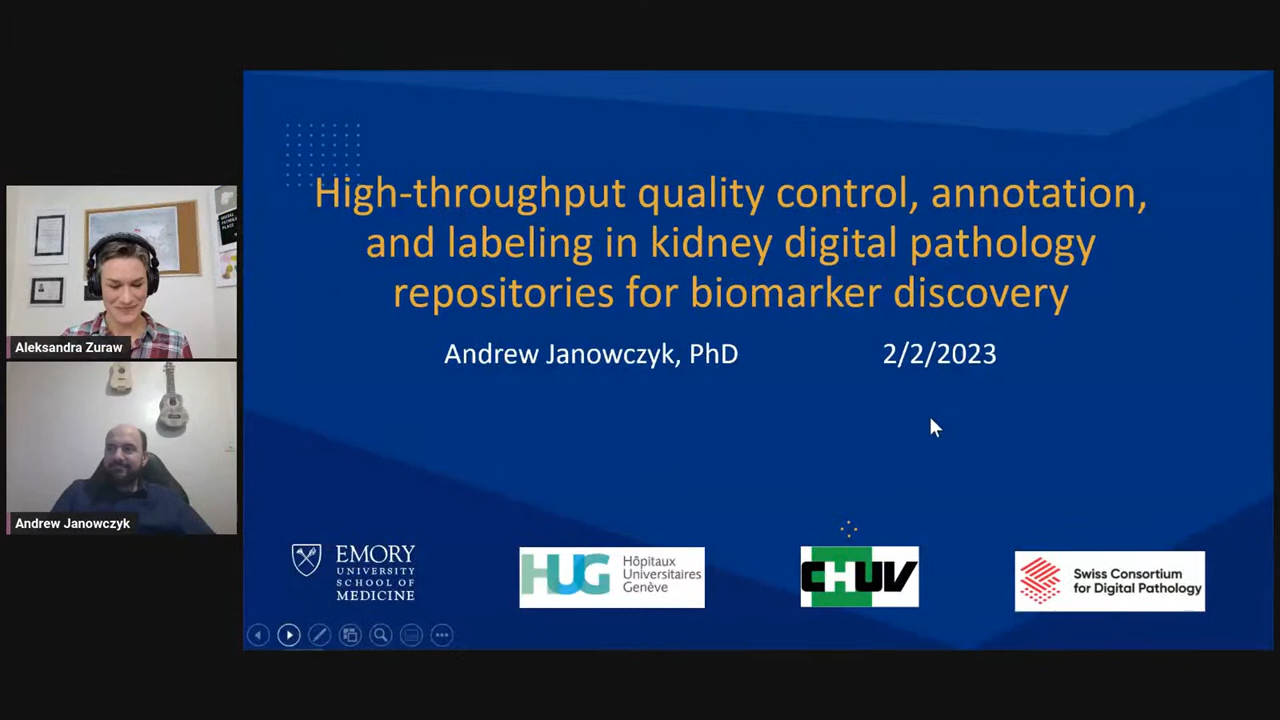 High-throughput quality control, annotation,
and labeling in kidney digital pathology
repositories for biomarker discovery
Andrew Janowczyk, PhD 2/2/2023
Aleksandra Zuraw
Andrew Janowczyk
EMORY
UNIVERSITY
SCHOOL OF
MEDICINE
HUG
Hôpitaux
Universitaires
Genève
CHUV
Swiss Consortium
for Digital Pathology